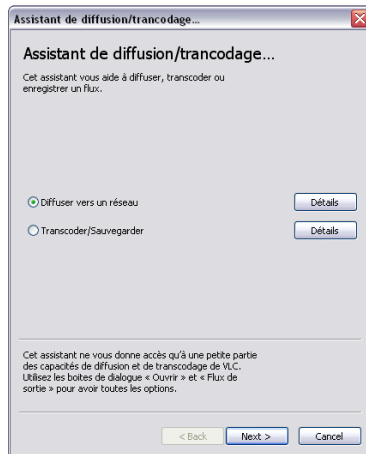 Assistant de diffusion/trancodage...
Assistant de diffusion/trancodage...
Cet assistant vous aide à diffuser, transcoder ou
enregistrer un flux.
Diffuser vers un réseau
Détails
Transcoder/Sauvegarder
Détails
Cet assistant ne vous donne accès qu'à une petite partie
des capacités de diffusion et de transcodage de VLC.
Utilisez les boites de dialogue « Ouvrir » et « Flux de
sortie » pour avoir toutes les options.
< Back
Next >
Cancel